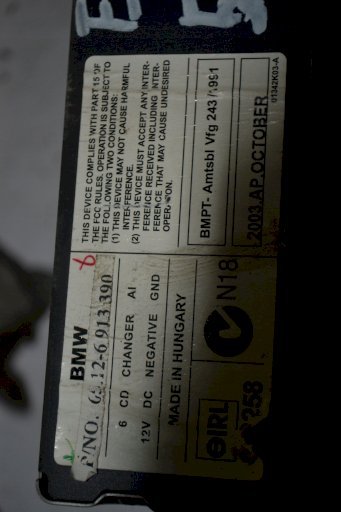 THIS DEVICE COMPLIES WITH PART 15 OF
THE FCC RULES. OPERATION IS SUBJECT TO
THE FOLLOWING TWO CONDITIONS:
(1) THIS DEVICE MAY NOT CAUSE HARMFUL
INTERFERENCE.
(2) THIS DEVICE MUST ACCEPT ANY INTER-
FERENCE RECEIVED INCLUDING INTER-
FERENCE THAT MAY CAUSE UNDESIRED
OPERATION.
BMPT- Amtsbl Vfg 243/1991
2003 AP.OCTOBER
01342K03-A
BMW
P/NO. 65.12-6 913 390
6 CD CHANGER AI
12V DC NEGATIVE GND
MADE IN HUNGARY
N18
IRL
258